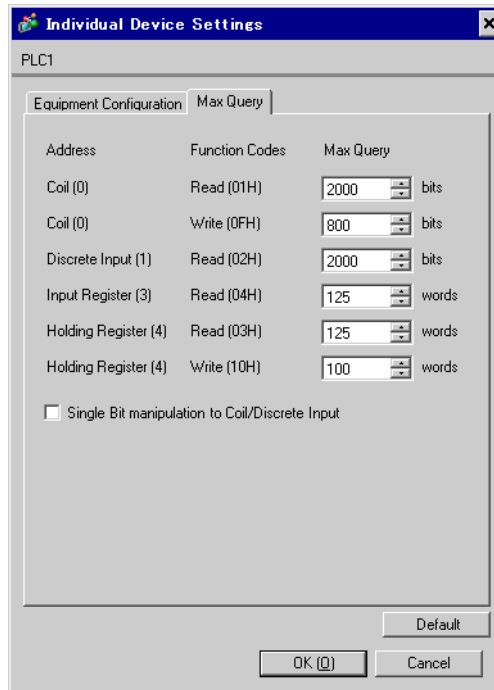 Individual Device Settings
PLC1
Equipment Configuration Max Query
Address Function Codes Max Query
Coil (0) Read (01H) 2000 bits
Coil (0) Write (0FH) 800 bits
Discrete Input (1) Read (02H) 2000 bits
Input Register (3) Read (04H) 125 words
Holding Register (4) Read (03H) 125 words
Holding Register (4) Write (10H) 100 words
Single Bit manipulation to Coil/Discrete Input
Default
OK (O) Cancel